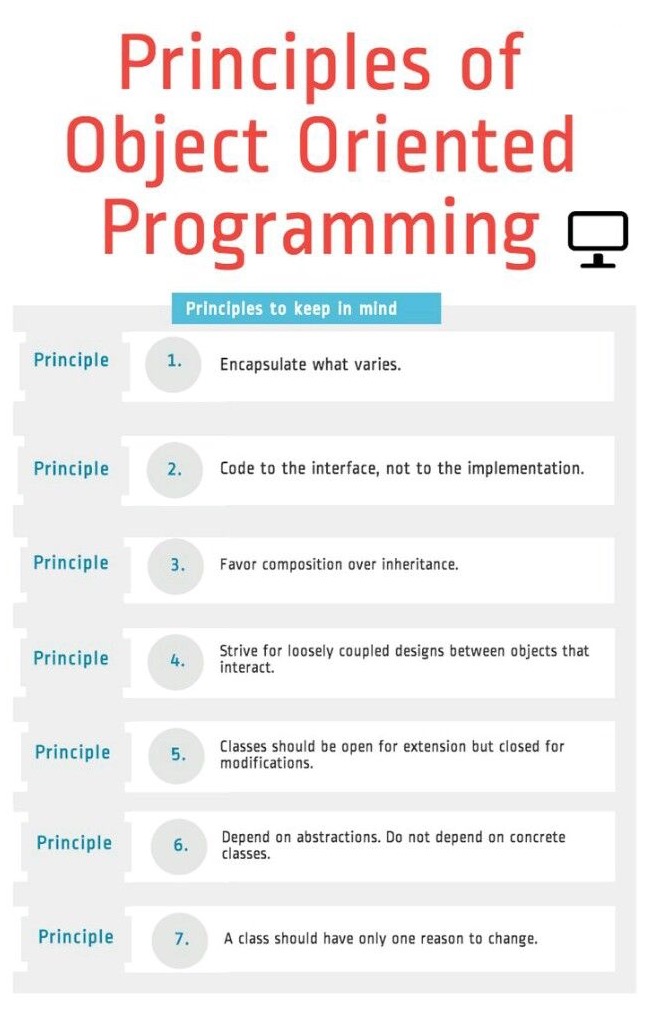 Principles of
Object Oriented
Programming
Principles to keep in mind
Principle 1. Encapsulate what varies.
Principle 2. Code to the interface, not to the implementation.
Principle 3. Favor composition over inheritance.
Principle 4. Strive for loosely coupled designs between objects that
interact.
Principle 5. Classes should be open for extension but closed for
modifications.
Principle 6. Depend on abstractions. Do not depend on concrete
classes.
Principle 7. A class should have only one reason to change.